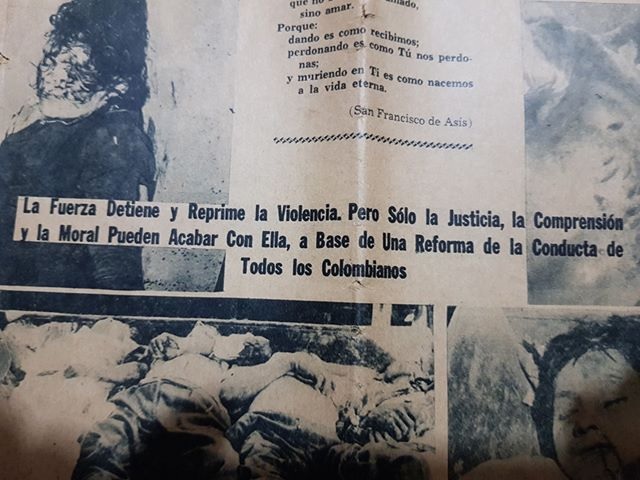 que no
sino amar.
Porque:
dando es como recibimos;
perdonando es como Tú nos perdo-
nas;
y muriendo en Ti es como nacemos
a la vida eterna.
(San Francisco de Asís)
La Fuerza Detiene y Reprime la Violencia. Pero Sólo la Justicia, la Comprensión
y la Moral Pueden Acabar Con Ella, a Base de Una Reforma de la Conducta de
Todos los Colombianos